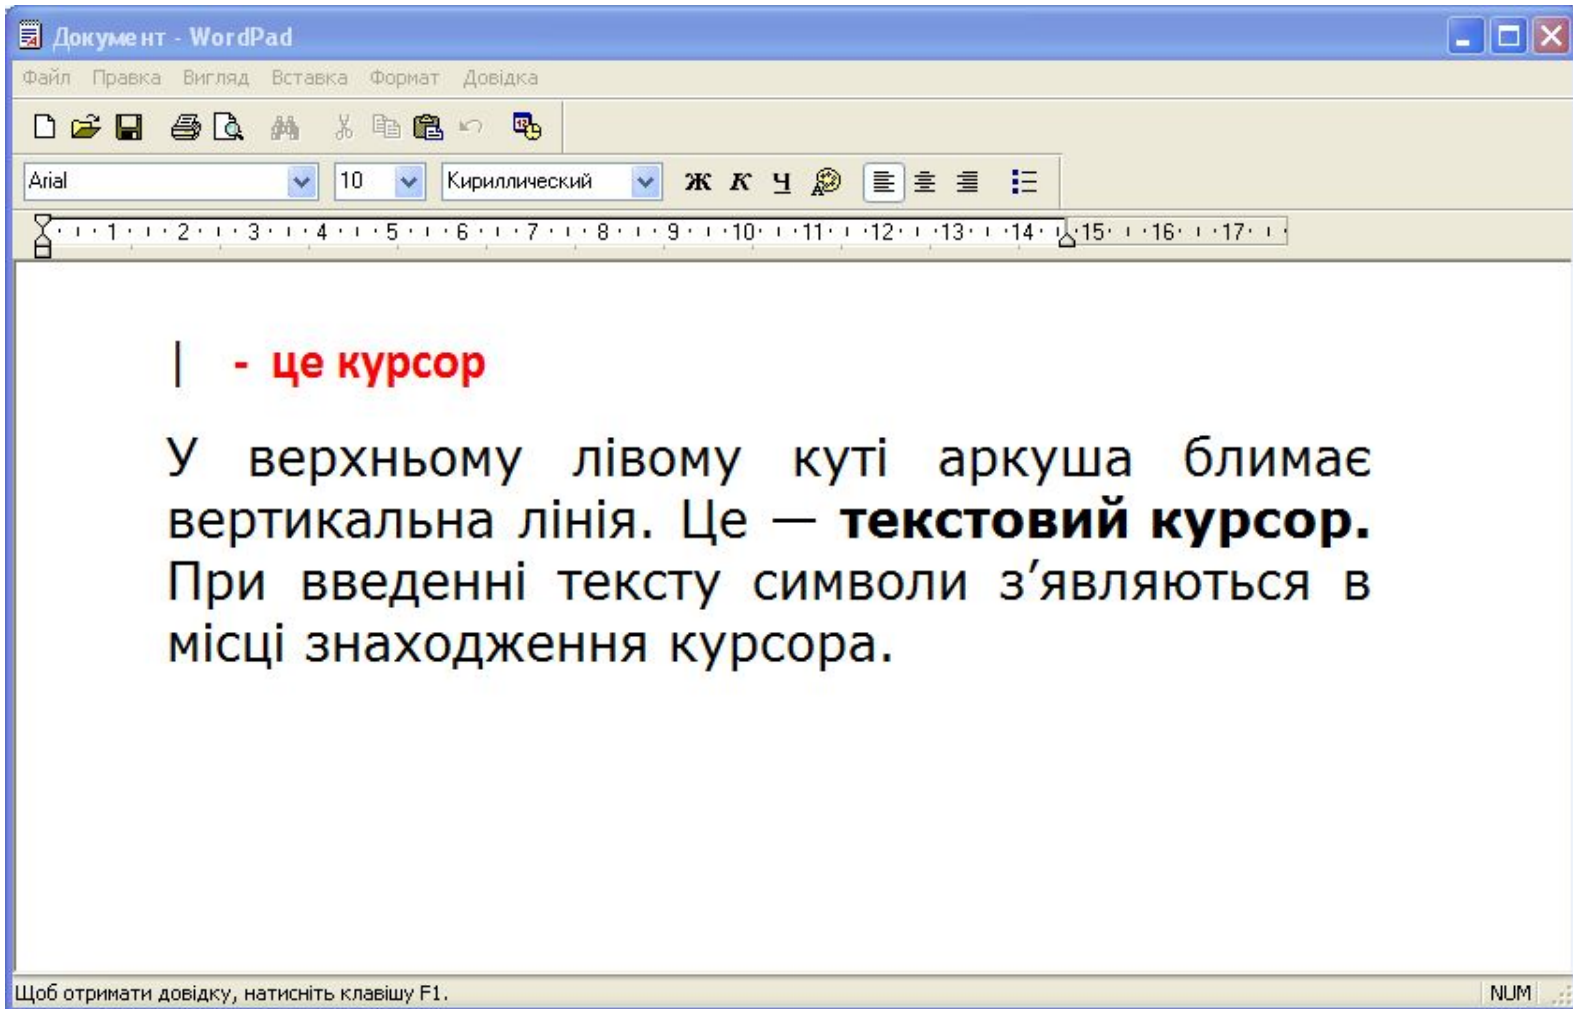 Документ - WordPad
Файл Правка Вигляд Вставка Формат Довідка
Arial 10 Кириллический Ж К Ч
1 2 3 4 5 6 7 8 9 10 11 12 13 14 15 16 17
| - це курсор
У верхньому лівому куті аркуша блимає
вертикальна лінія. Це — текстовий курсор.
При введенні тексту символи з’являються в
місці знаходження курсора.
Щоб отримати довідку, натисніть клавішу F1. NUM